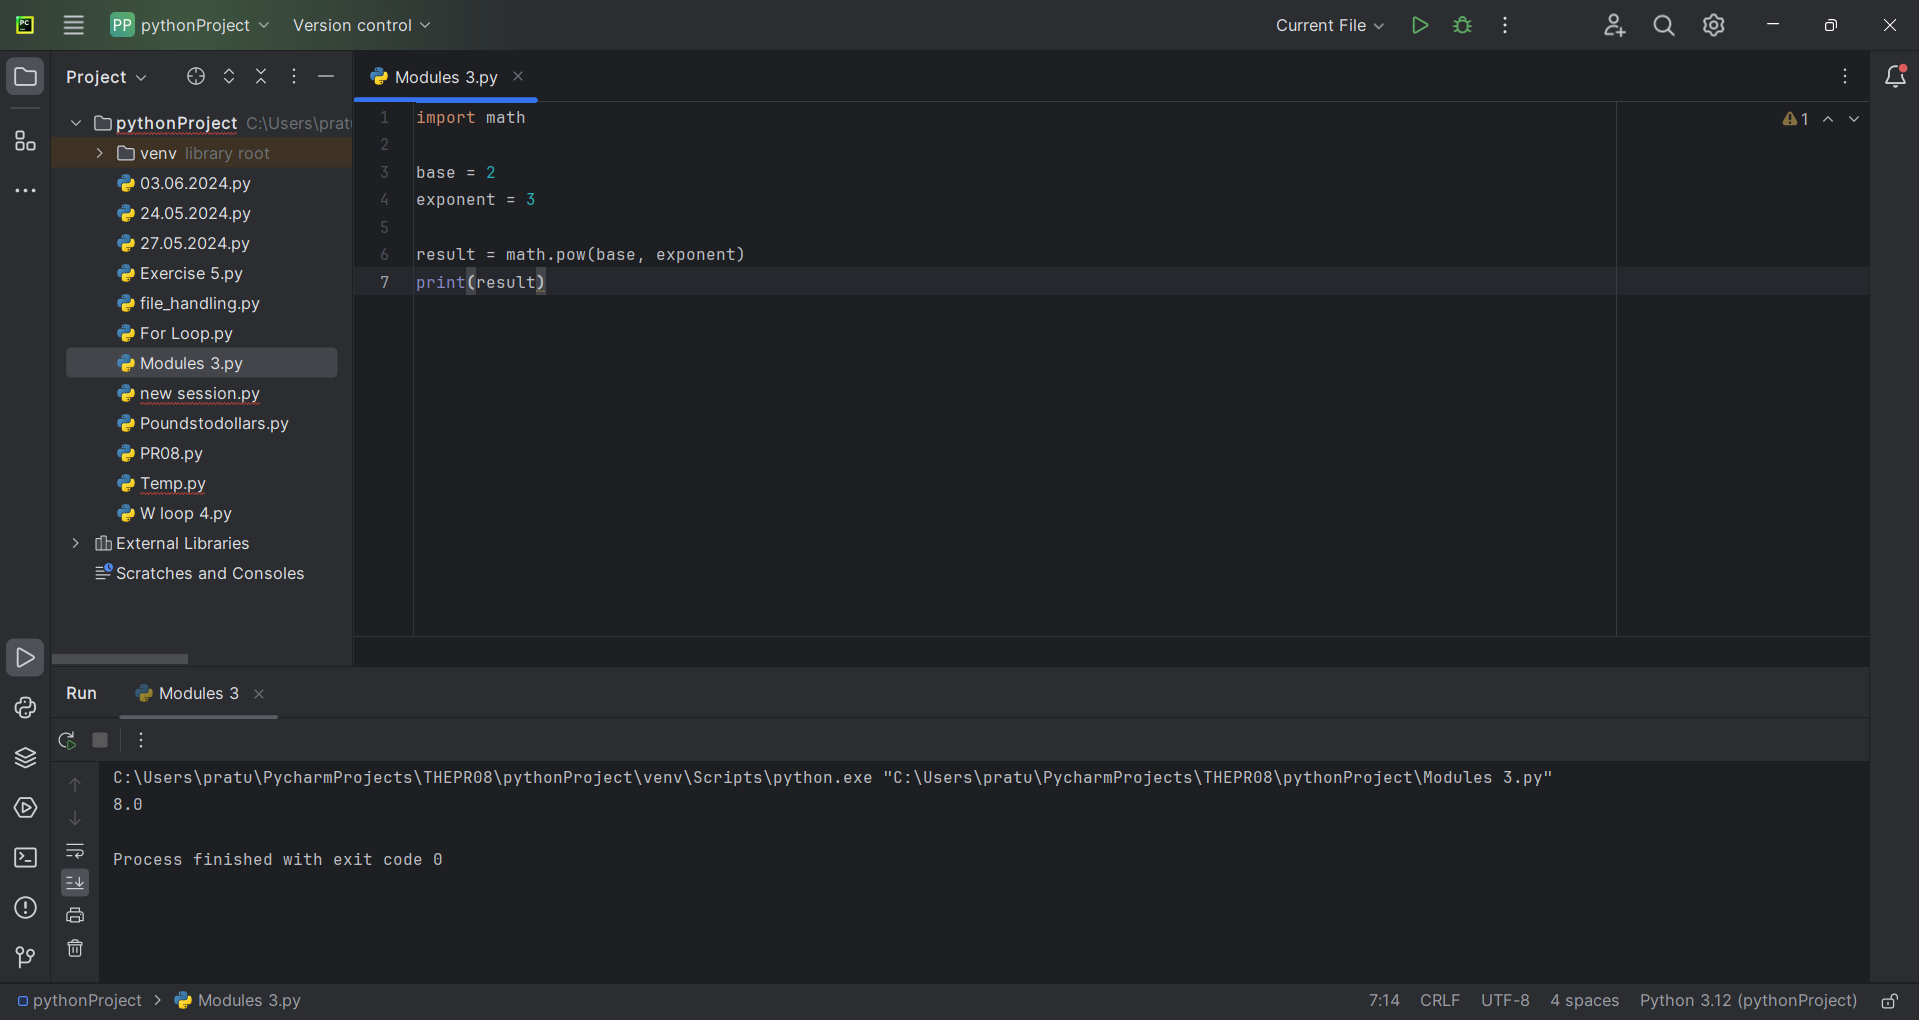 PC
PP pythonProject Version control Current File
Project
Modules 3.py
pythonProject C:\Users\prat
venv library root
03.06.2024.py
24.05.2024.py
27.05.2024.py
Exercise 5.py
file_handling.py
For Loop.py
Modules 3.py
new session.py
Poundstodollars.py
PR08.py
Temp.py
W loop 4.py
External Libraries
Scratches and Consoles
1 import math
2
3 base = 2
4 exponent = 3
5
6 result = math.pow(base, exponent)
7 print(result)
1
Run Modules 3
C:\Users\pratu\PycharmProjects\THEPR08\pythonProject\venv\Scripts\python.exe "C:\Users\pratu\PycharmProjects\THEPR08\pythonProject\Modules 3.py"
8.0
Process finished with exit code 0
pythonProject > Modules 3.py 7:14 CRLF UTF-8 4 spaces Python 3.12 (pythonProject)